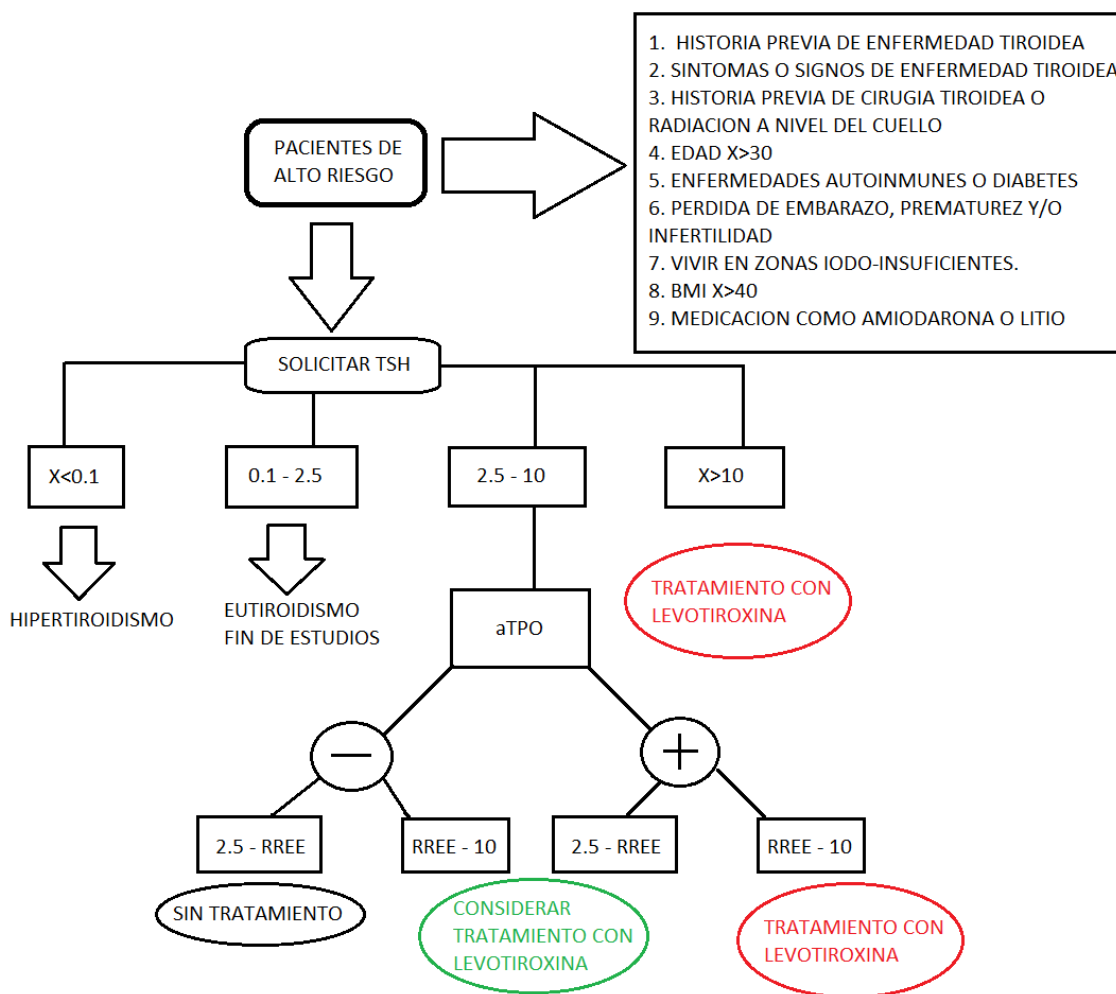 1. HISTORIA PREVIA DE ENFERMEDAD TIROIDEA
2. SINTOMAS O SIGNOS DE ENFERMEDAD TIROIDEA
3. HISTORIA PREVIA DE CIRUGIA TIROIDEA O
RADIACION A NIVEL DEL CUELLO
4. EDAD X>30
5. ENFERMEDADES AUTOINMUNES O DIABETES
6. PERDIDA DE EMBARAZO, PREMATUREZ Y/O
INFERTILIDAD
7. VIVIR EN ZONAS IODO-INSUFICIENTES.
8. BMI X>40
9. MEDICACION COMO AMIODARONA O LITIO
PACIENTES DE
ALTO RIESGO
SOLICITAR TSH
X<0.1
0.1 - 2.5
2.5 - 10
X>10
HIPERTIROIDISMO
EUTIROIDISMO
FIN DE ESTUDIOS
TRATAMIENTO CON
LEVOTIROXINA
aTPO
—
+
2.5 - RREE
RREE - 10
2.5 - RREE
RREE - 10
SIN TRATAMIENTO
CONSIDERAR
TRATAMIENTO CON
LEVOTIROXINA
TRATAMIENTO CON
LEVOTIROXINA